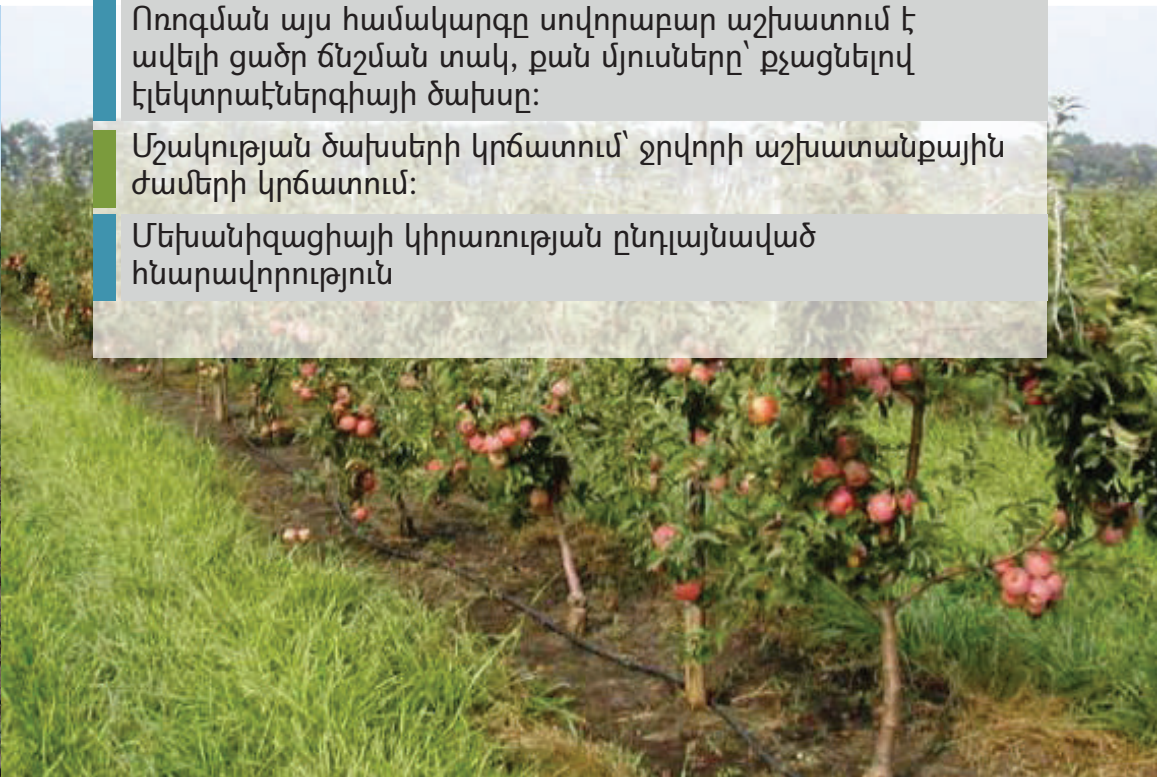 Ոռոգման այս համակարգը սովորաբար աշխատում է
ավելի ցածր ճնշման տակ, քան մյուսները՝ քչացնելով
էլեկտրաէներգիայի ծախսը:
Մշակության ծախսերի կրճատում՝ ջրվորի աշխատանքային
ժամերի կրճատում:
Մեխանիզացիայի կիրառության ընդլայնաված
հնարավորություն